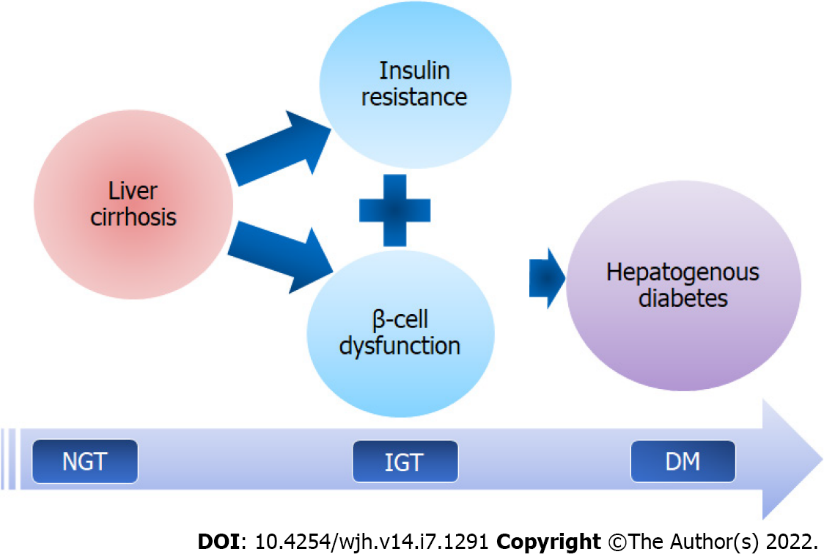 Insulin
resistance
Liver
cirrhosis
β-cell
dysfunction
Hepatogenous
diabetes
NGT
IGT
DM
DOI: 10.4254/wjh.v14.i7.1291 Copyright ©The Author(s) 2022.